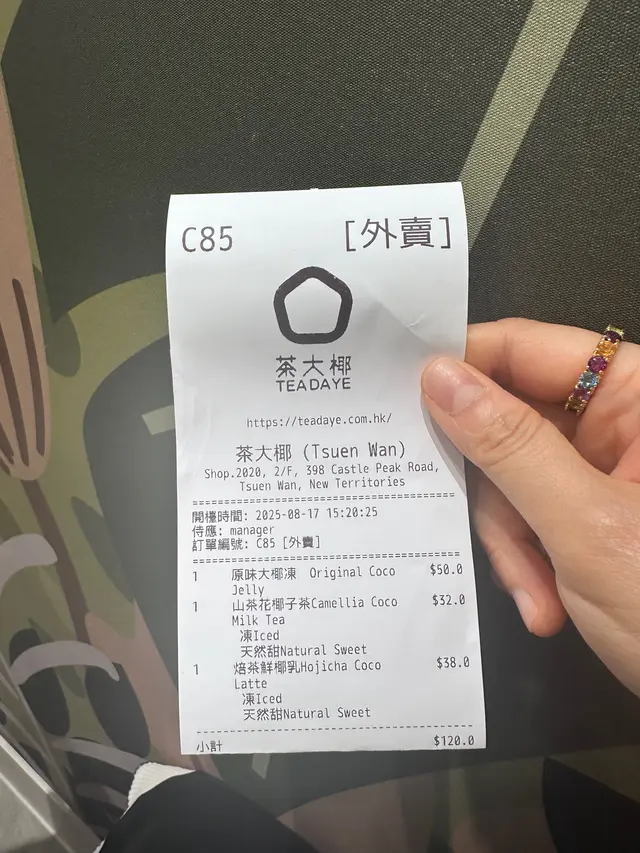 C85 [外賣]
茶大椰
TEADAYE
https://teadaye.com.hk/
茶大椰 (Tsuen Wan)
Shop.2020, 2/F, 398 Castle Peak Road,
Tsuen Wan, New Territories
開檯時間: 2025-08-17 15:20:25
侍應: manager
訂單編號: C85 [外賣]
1 原味大椰凍 Original Coco $50.0
Jelly
1 山茶花椰子茶Camellia Coco $32.0
Milk Tea
凍Iced
天然甜Natural Sweet
1 焙茶鮮椰乳Hojicha Coco $38.0
Latte
凍Iced
天然甜Natural Sweet
小計 $120.0